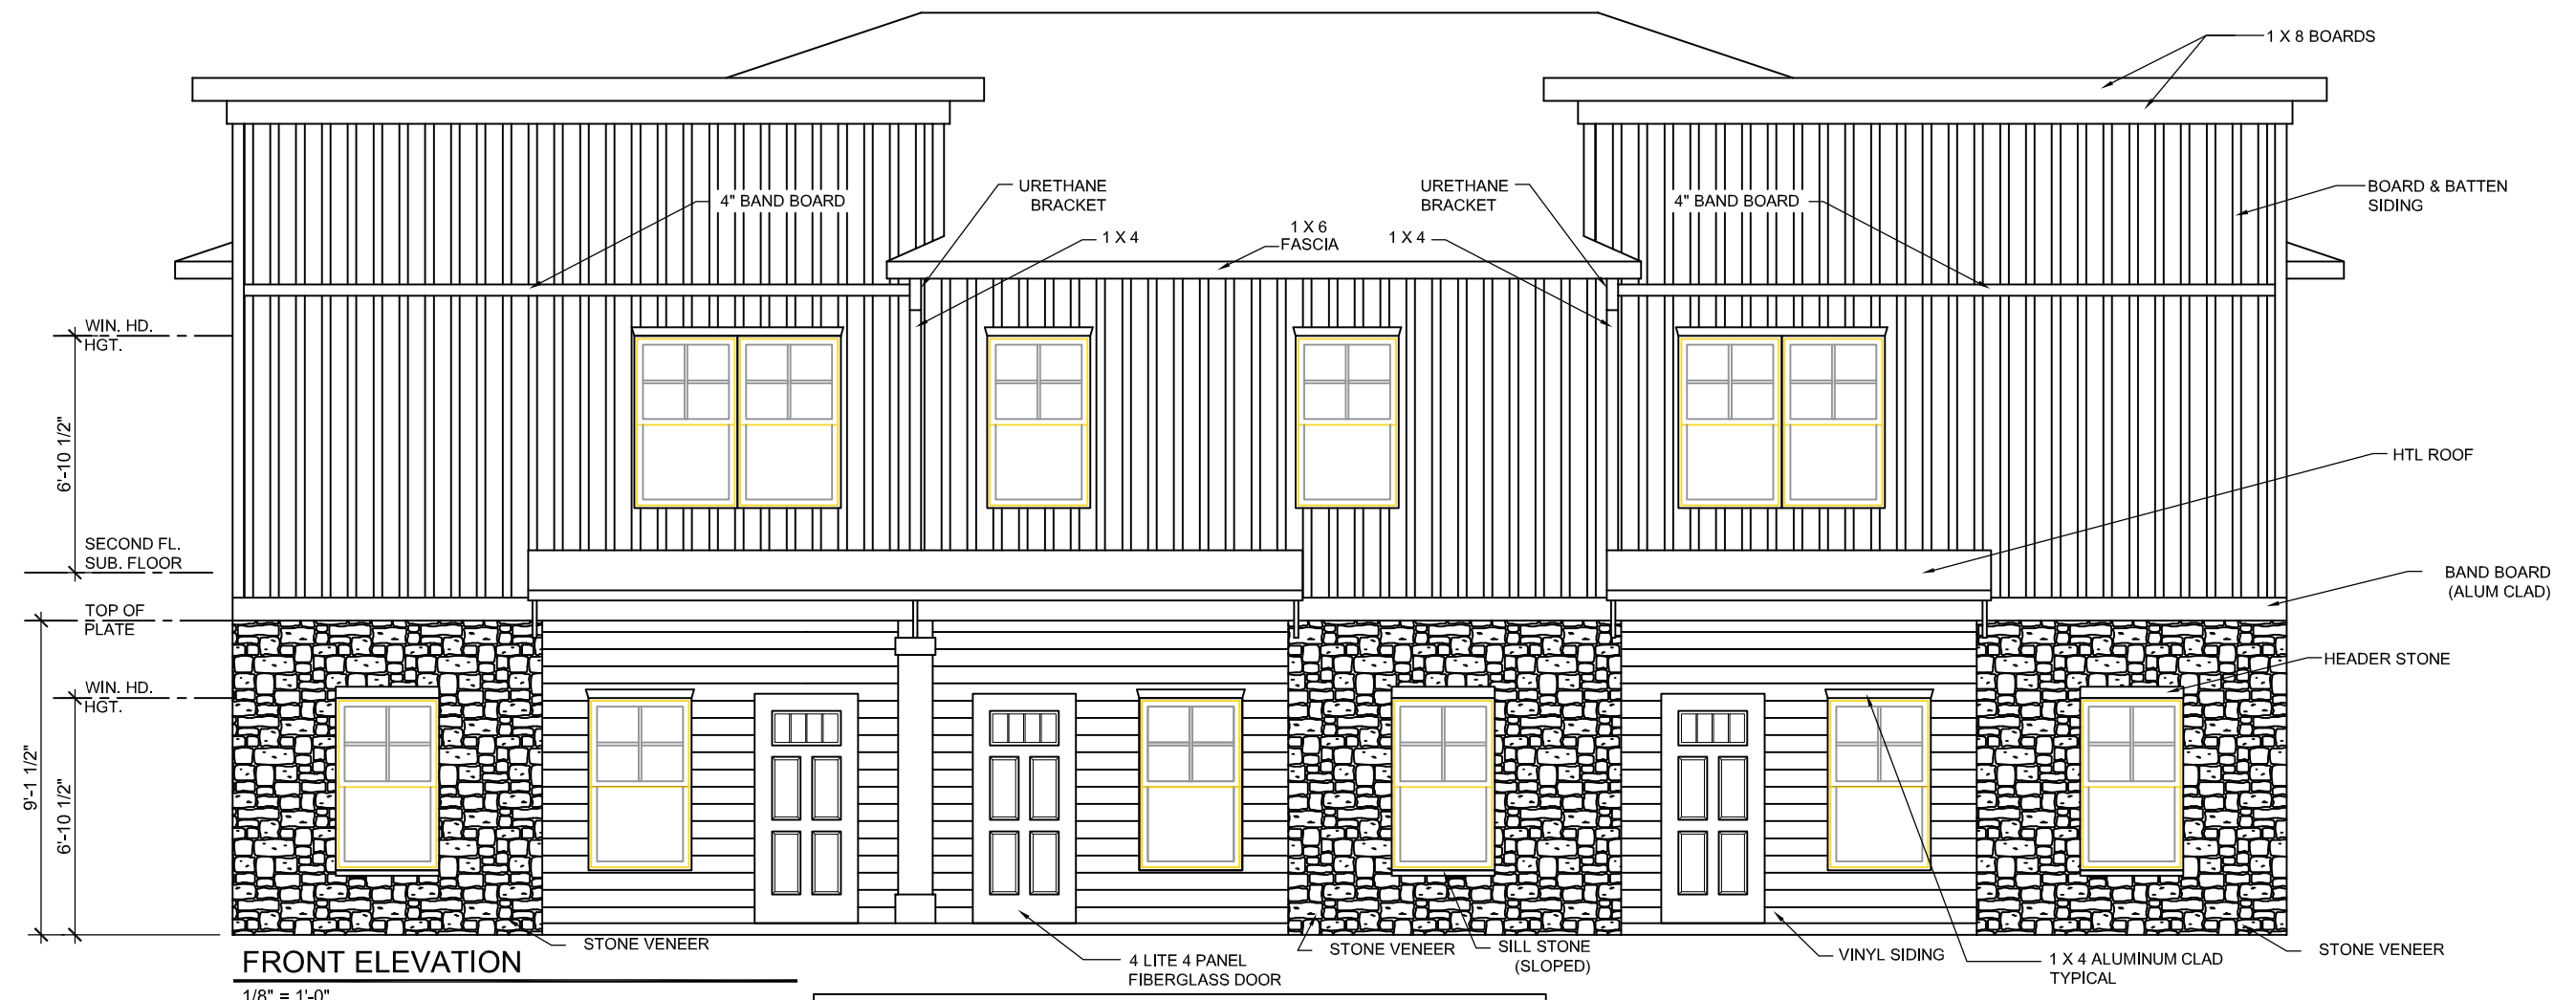 1 X 8 BOARDS
URETHANE
BRACKET
URETHANE
BRACKET
BOARD & BATTEN
SIDING
4" BAND BOARD
4" BAND BOARD
1 X 4
1 X 6
FASCIA
1 X 4
WIN. HD.
HGT.
6'-10 1/2"
HTL ROOF
SECOND FL.
SUB. FLOOR
BAND BOARD
(ALUM CLAD)
TOP OF
PLATE
HEADER STONE
WIN. HD.
HGT.
9'-1 1/2"
6'-10 1/2"
STONE VENEER
4 LITE 4 PANEL
FIBERGLASS DOOR
STONE VENEER
SILL STONE
(SLOPED)
VINYL SIDING
1 X 4 ALUMINUM CLAD
TYPICAL
STONE VENEER
FRONT ELEVATION
1/8" = 1'-0"